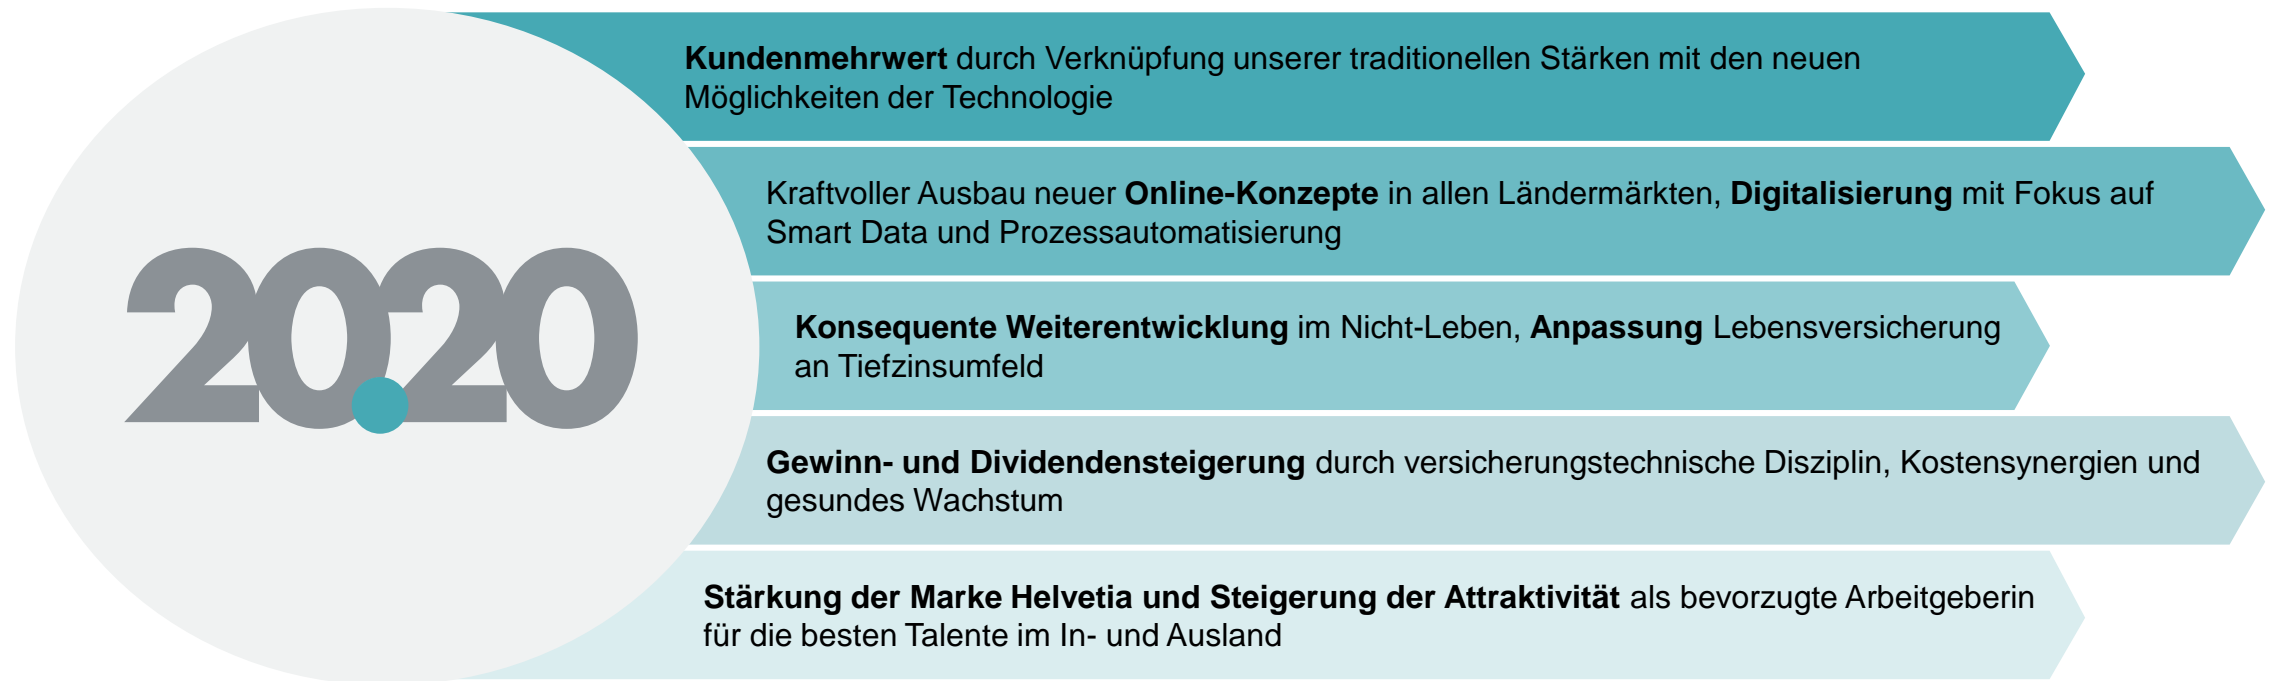 20.20
Kundenmehrwert durch Verknüpfung unserer traditionellen Stärken mit den neuen
Möglichkeiten der Technologie
Kraftvoller Ausbau neuer Online-Konzepte in allen Ländermärkten, Digitalisierung mit Fokus auf
Smart Data und Prozessautomatisierung
Konsequente Weiterentwicklung im Nicht-Leben, Anpassung Lebensversicherung
an Tiefzinsumfeld
Gewinn- und Dividendensteigerung durch versicherungstechnische Disziplin, Kostensynergien und
gesundes Wachstum
Stärkung der Marke Helvetia und Steigerung der Attraktivität als bevorzugte Arbeitgeberin
für die besten Talente im In- und Ausland